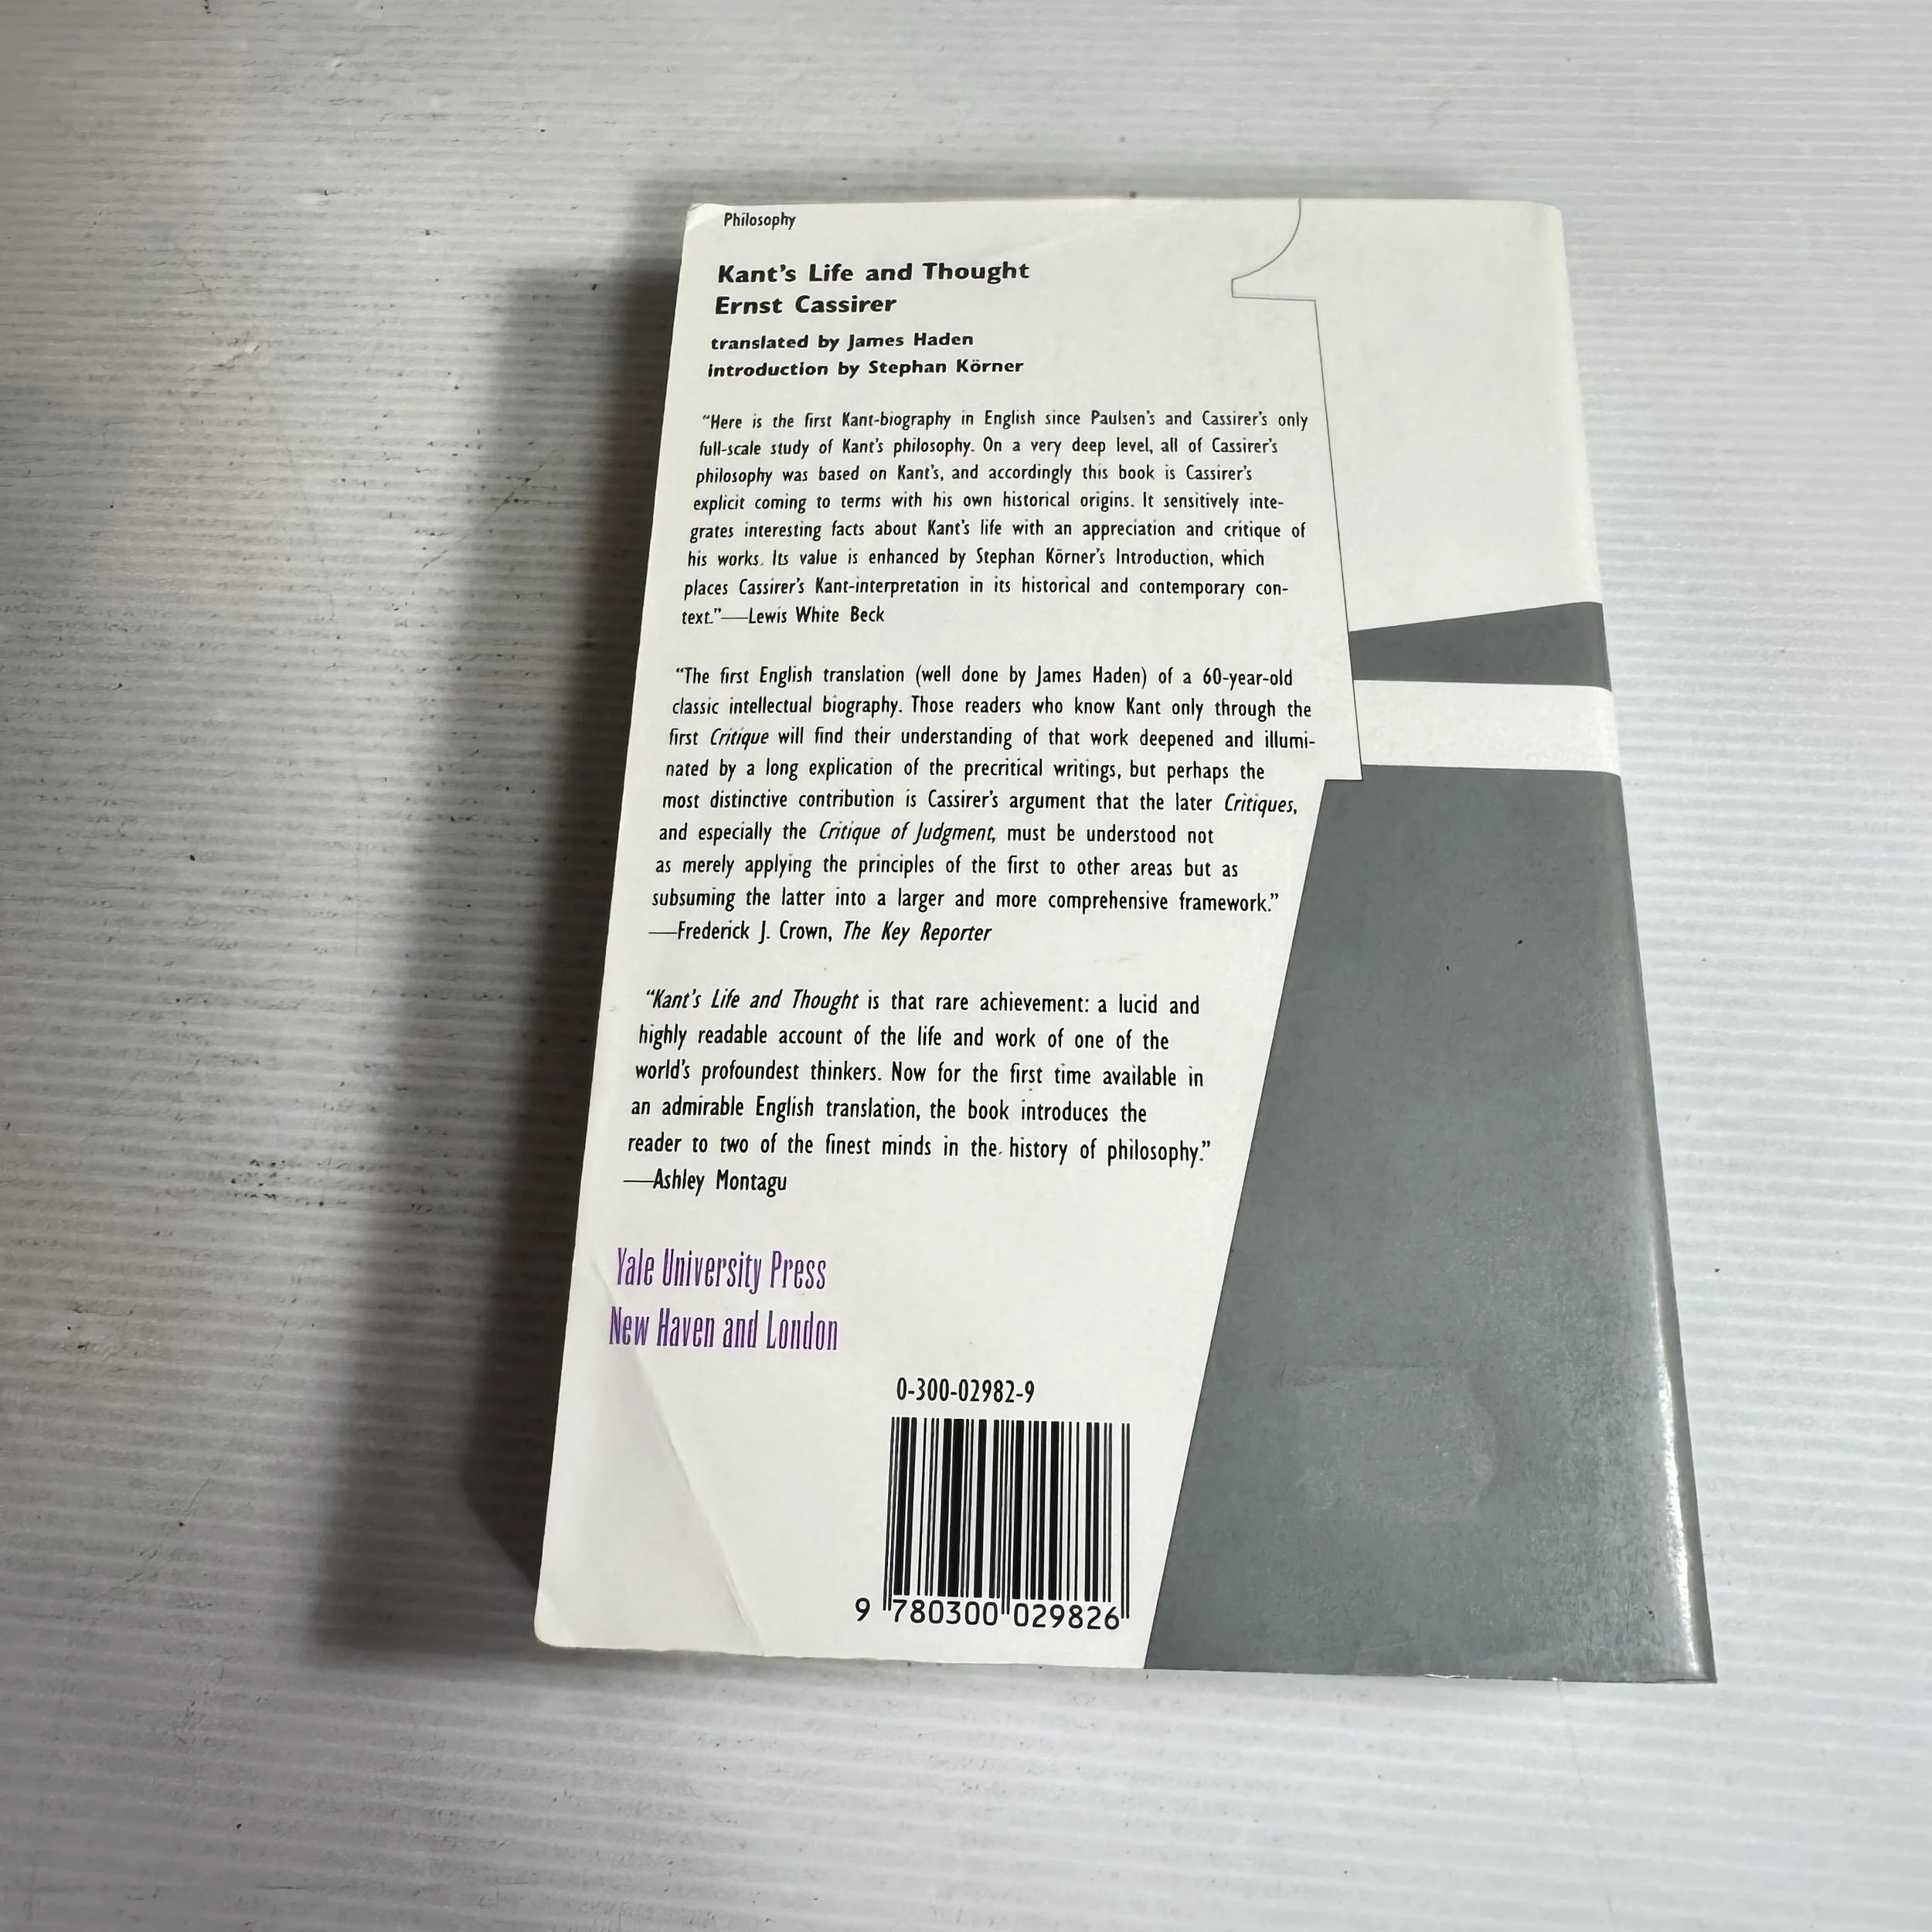 Philosophy
Kant's Life and Thought
Ernst Cassirer
translated by James Haden
introduction by Stephan Körner
“Here is the first Kant-biography in English since Paulsen's and Cassirer's only
full-scale study of Kant's philosophy. On a very deep level, all of Cassirer's
philosophy was based on Kant's, and accordingly this book is Cassirer's
explicit coming to terms with his own historical origins. It sensitively inte-
grates interesting facts about Kant's life with an appreciation and critique of
his works. Its value is enhanced by Stephan Körner's Introduction, which
places Cassirer's Kant-interpretation in its historical and contemporary con-
text.”—Lewis White Beck
“The first English translation (well done by James Haden) of a 60-year-old
classic intellectual biography. Those readers who know Kant only through the
first Critique will find their understanding of that work deepened and illumi-
nated by a long explication of the precritical writings, but perhaps the
most distinctive contribution is Cassirer's argument that the later Critiques,
and especially the Critique of Judgment, must be understood not
as merely applying the principles of the first to other areas but as
subsuming the latter into a larger and more comprehensive framework.”
—Frederick J. Crown, The Key Reporter
“Kant's Life and Thought is that rare achievement: a lucid and
highly readable account of the life and work of one of the
world's profoundest thinkers. Now for the first time available in
an admirable English translation, the book introduces the
reader to two of the finest minds in the history of philosophy.”
—Ashley Montagu
Yale University Press
New Haven and London
0-300-02982-9
9 780300 029826